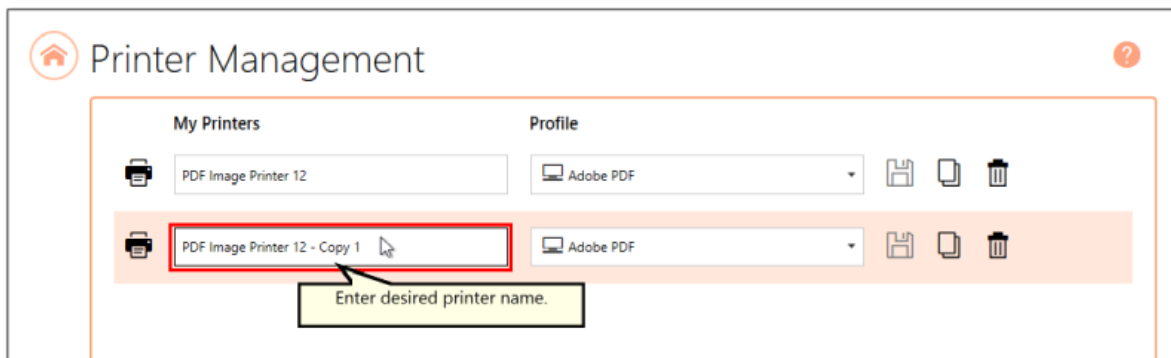 Printer Management
?
My Printers Profile
PDF Image Printer 12 Adobe PDF
PDF Image Printer 12 - Copy 1 Adobe PDF
Enter desired printer name.